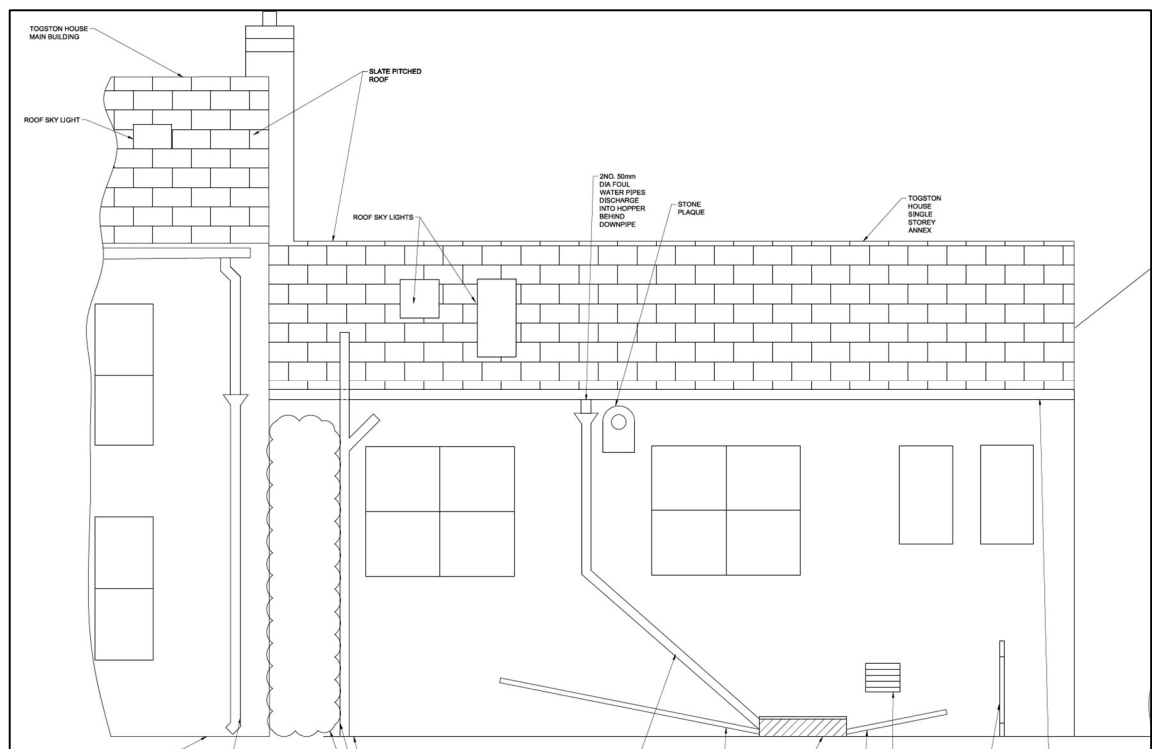 TOGSTON HOUSE
MAIN BUILDING
SLATE PITCHED
ROOF
ROOF SKY LIGHT
2NO. 50mm
DIA FOUL
WATER PIPES
DISCHARGE
INTO HOPPER
BEHIND
DOWNPIPE
STONE
PLAQUE
TOGSTON
HOUSE
SINGLE
STOREY
ANNEX
ROOF SKY LIGHTS